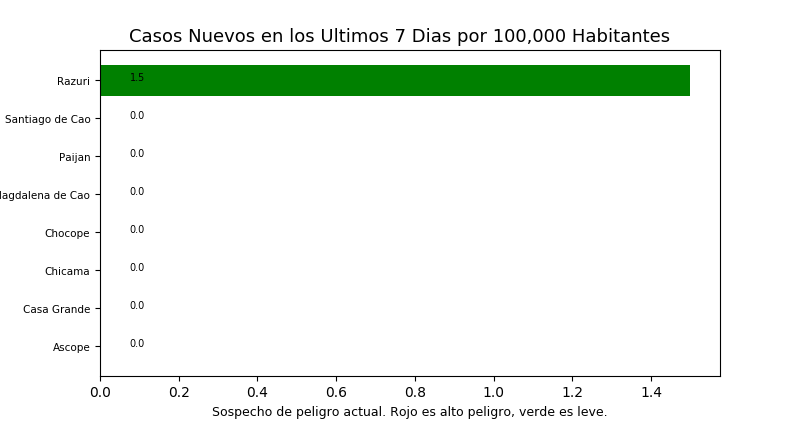 Casos Nuevos en los Ultimos 7 Dias por 100,000 Habitantes
Razuri 1.5
Santiago de Cao 0.0
Paijan 0.0
agdalena de Cao 0.0
Chocope 0.0
Chicama 0.0
Casa Grande 0.0
Ascope 0.0
0.0 0.2 0.4 0.6 0.8 1.0 1.2 1.4
Sospecho de peligro actual. Rojo es alto peligro, verde es leve.